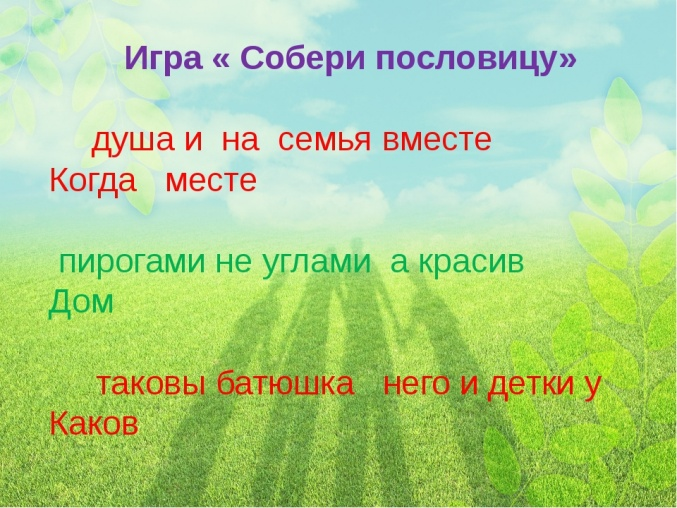 Игра « Собери пословицу»
душа и на семья вместе
Когда месте
пирогами не углами а красив
Дом
таковы батюшка него и детки у
Каков